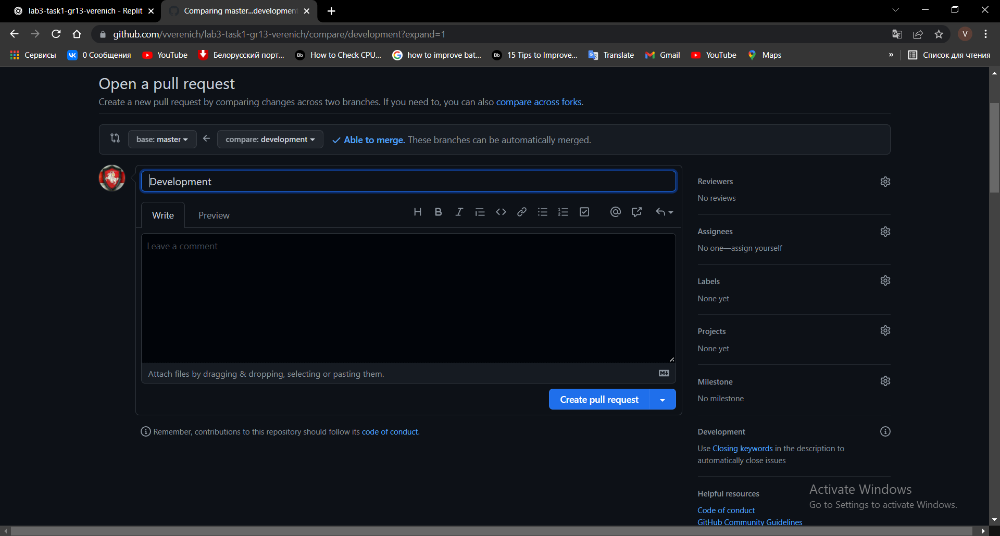 lab3-task1-gr13-verenich - Replit
Comparing master...development
github.com/vverenich/lab3-task1-gr13-verenich/compare/development?expand=1
V
Сервисы
0 Сообщения
YouTube
Белорусский порт...
Bb
How to Check CPU...
how to improve bat...
Bb
15 Tips to Improve...
Translate
Gmail
YouTube
Maps
»
Список для чтения
Open a pull request
Create a new pull request by comparing changes across two branches. If you need to, you can also compare across forks.
base: master
compare: development
Able to merge. These branches can be automatically merged.
Development
Write
Preview
Leave a comment
Attach files by dragging & dropping, selecting or pasting them.
Create pull request
Remember, contributions to this repository should follow its code of conduct.
Reviewers
No reviews
Assignees
No one—assign yourself
Labels
None yet
Projects
None yet
Milestone
No milestone
Development
Use Closing keywords in the description to
automatically close issues
Helpful resources
Code of conduct
GitHub Community Guidelines
Activate Windows
Go to Settings to activate Windows.